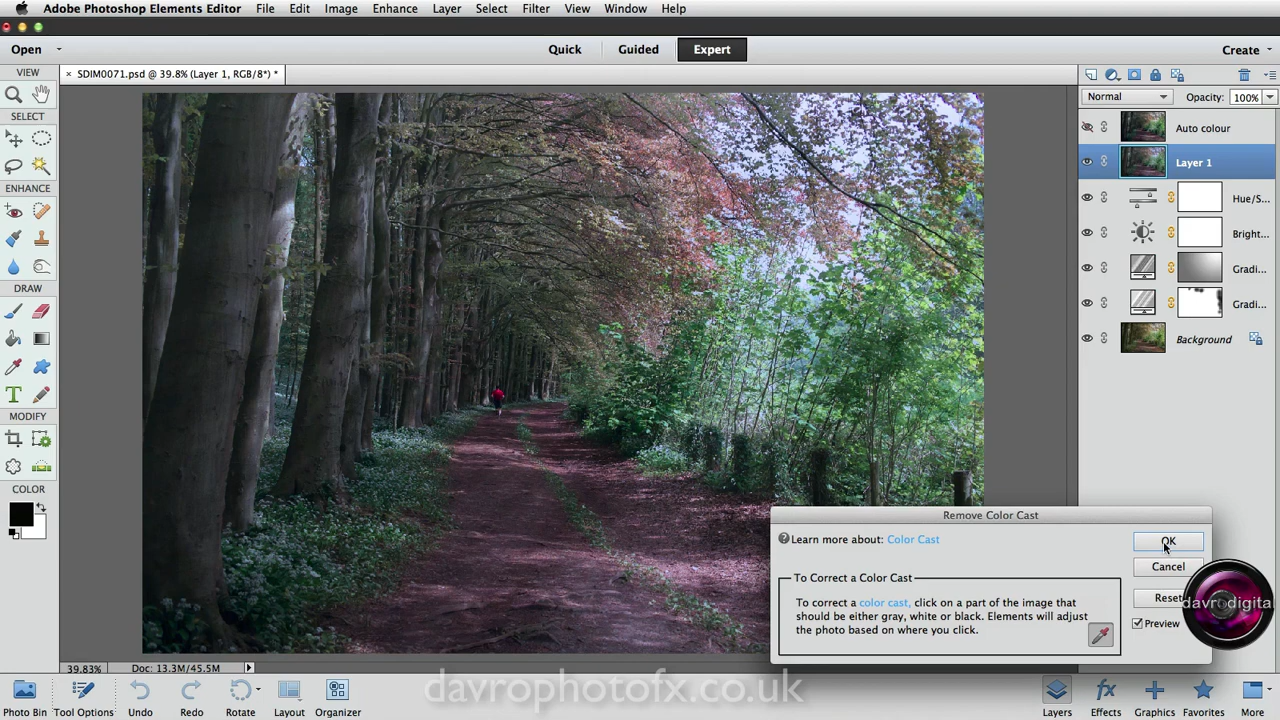 Adobe Photoshop Elements Editor File Edit Image Enhance Layer Select Filter View Window Help
Open Quick Guided Expert Create
VIEW
× SDIM0071.psd @ 39.8% (Layer 1, RGB/8*) *
Normal Opacity: 100%
SELECT
Auto colour
Layer 1
ENHANCE
Hue/S...
Bright...
Gradi...
DRAW
Gradi...
Background
MODIFY
COLOR
Remove Color Cast
Learn more about: Color Cast
OK
Cancel
To Correct a Color Cast
To correct a color cast, click on a part of the image that
should be either gray, white or black. Elements will adjust
the photo based on where you click.
Reset
Preview
davrodigital
39.83% Doc: 13.3M/45.5M
davrophotofx.co.uk
Photo Bin Tool Options Undo Redo Rotate Layout Organizer Layers Effects Graphics Favorites More